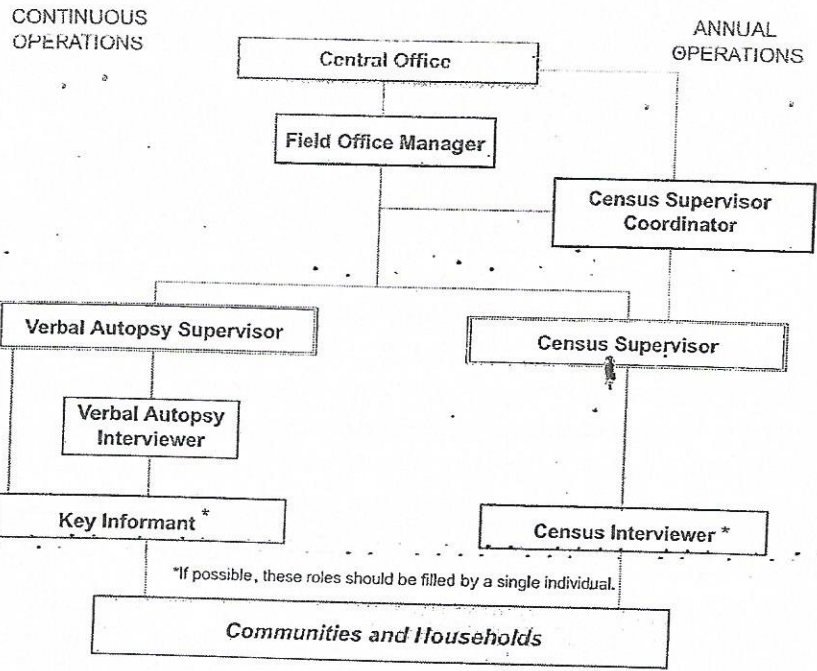 CONTINUOUS
OPERATIONS
ANNUAL
OPERATIONS
Central Office
Field Office Manager
Census Supervisor
Coordinator
Verbal Autopsy Supervisor
Census Supervisor
Verbal Autopsy
Interviewer
Key Informant *
Census Interviewer *
*If possible, these roles should be filled by a single individual.
Communities and Households